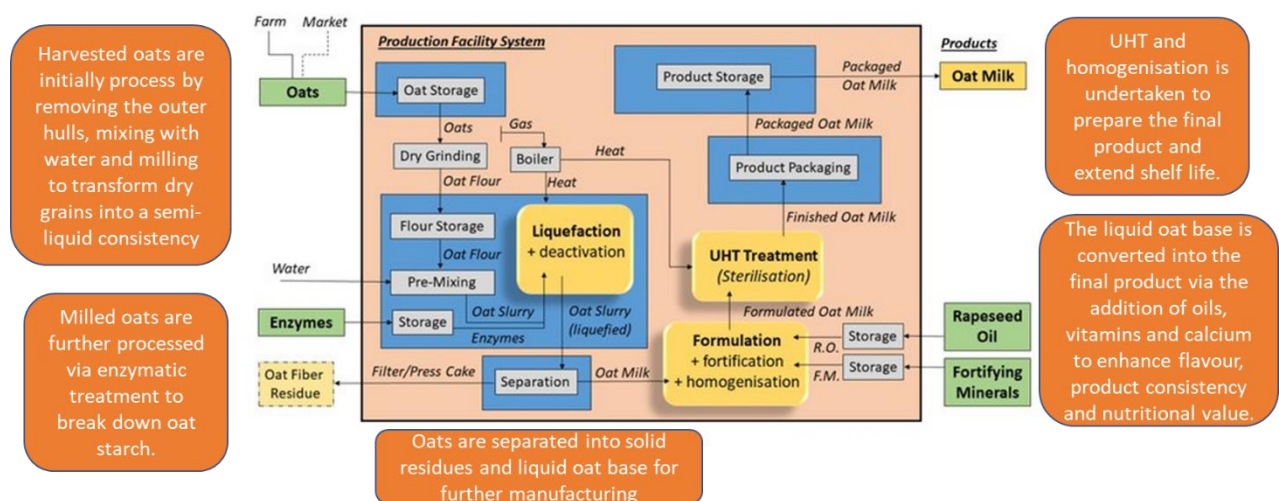 Harvested oats are
initially process by
removing the outer
hulls, mixing with
water and milling
to transform dry
grains into a semi-
liquid consistency
Milled oats are
further processed
via enzymatic
treatment to
break down oat
starch.
Farm
Market
Oats
Water
Enzymes
Oat Fiber
Residue
Filter/Press Cake
Production Facility System
Oat Storage
Oats
Gas
Dry Grinding
Boiler
Heat
Oat Flour
Heat
Flour Storage
Oat Flour
Pre-Mixing
Oat Slurry
Storage
Enzymes
Liquefaction
+ deactivation
Oat Slurry
(liquefied)
Separation
Oat Milk
Product Storage
Packaged
Oat Milk
Packaged Oat Milk
Product Packaging
Finished Oat Milk
UHT Treatment
(Sterilisation)
Formulated Oat Milk
Formulation
+ fortification
+ homogenisation
R.O.
Storage
F.M.
Storage
Products
Oat Milk
Rapeseed
Oil
Fortifying
Minerals
Oats are separated into solid
residues and liquid oat base for
further manufacturing
UHT and
homogenisation is
undertaken to
prepare the final
product and
extend shelf life.
The liquid oat base is
converted into the
final product via the
addition of oils,
vitamins and calcium
to enhance flavour,
product consistency
and nutritional value.